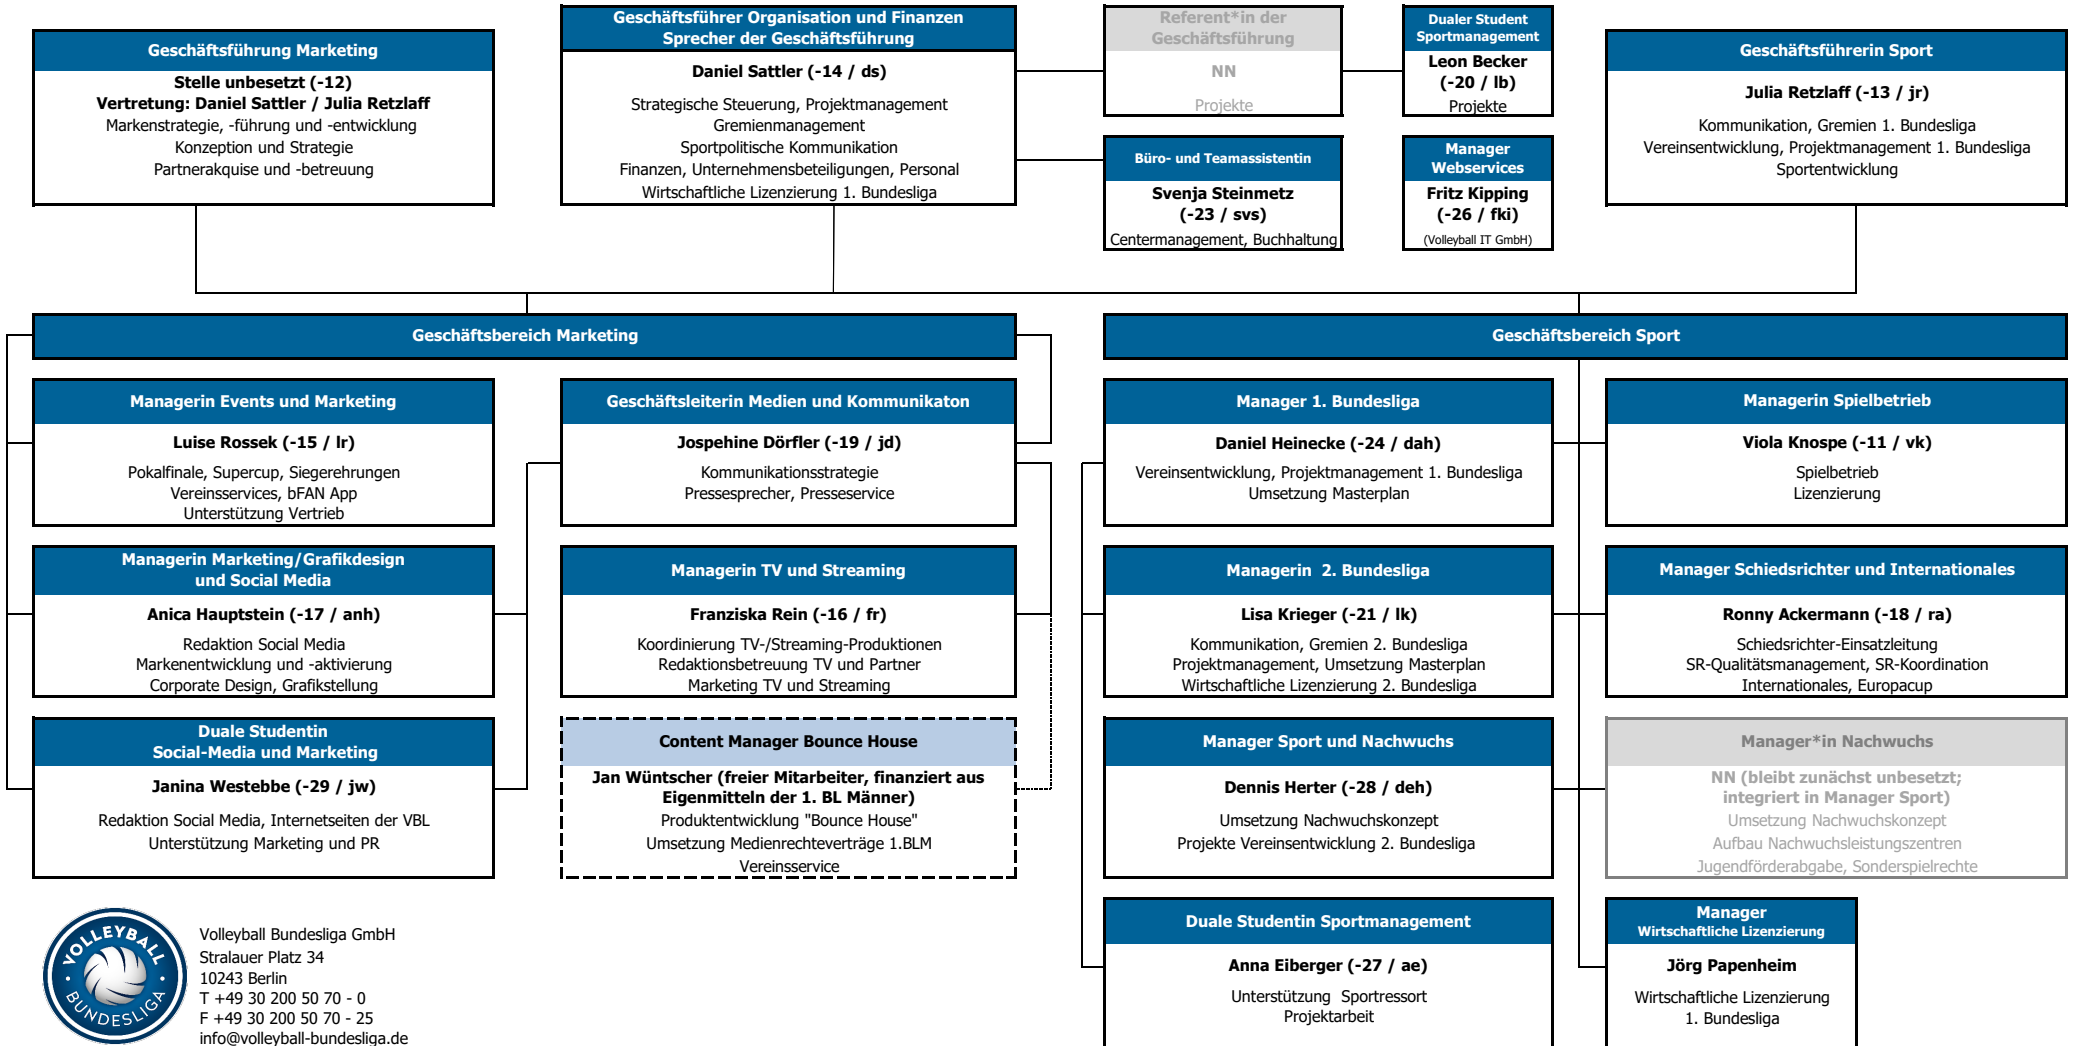 Geschäftsführung Marketing
Stelle unbesetzt (-12)
Vertretung: Daniel Sattler / Julia Retzlaff
Markenstrategie, -führung und -entwicklung
Konzeption und Strategie
Partnerakquise und -betreuung
Geschäftsführer Organisation und Finanzen
Sprecher der Geschäftsführung
Daniel Sattler (-14 / ds)
Strategische Steuerung, Projektmanagement
Gremienmanagement
Sportpolitische Kommunikation
Finanzen, Unternehmensbeteiligungen, Personal
Wirtschaftliche Lizenzierung 1. Bundesliga
Referent*in der
Geschäftsführung
NN
Projekte
Dualer Student
Sportmanagement
Leon Becker
(-20 / lb)
Projekte
Büro- und Teamassistentin
Svenja Steinmetz
(-23 / svs)
Centermanagement, Buchhaltung
Manager
Webservices
Fritz Kipping
(-26 / fki)
(Volleyball IT GmbH)
Geschäftsführerin Sport
Julia Retzlaff (-13 / jr)
Kommunikation, Gremien 1. Bundesliga
Vereinsentwicklung, Projektmanagement 1. Bundesliga
Sportentwicklung
Geschäftsbereich Marketing
Geschäftsbereich Sport
Managerin Events und Marketing
Luise Rossek (-15 / lr)
Pokalfinale, Supercup, Siegerehrungen
Vereinsservices, bFAN App
Unterstützung Vertrieb
Geschäftsleiterin Medien und Kommunikaton
Jospehine Dörfler (-19 / jd)
Kommunikationsstrategie
Pressesprecher, Presseservice
Manager 1. Bundesliga
Daniel Heinecke (-24 / dah)
Vereinsentwicklung, Projektmanagement 1. Bundesliga
Umsetzung Masterplan
Managerin Spielbetrieb
Viola Knospe (-11 / vk)
Spielbetrieb
Lizenzierung
Managerin Marketing/Grafikdesign
und Social Media
Anica Hauptstein (-17 / anh)
Redaktion Social Media
Markenentwicklung und -aktivierung
Corporate Design, Grafikstellung
Managerin TV und Streaming
Franziska Rein (-16 / fr)
Koordinierung TV-/Streaming-Produktionen
Redaktionsbetreuung TV und Partner
Marketing TV und Streaming
Managerin  2. Bundesliga
Lisa Krieger (-21 / lk)
Kommunikation, Gremien 2. Bundesliga
Projektmanagement, Umsetzung Masterplan
Wirtschaftliche Lizenzierung 2. Bundesliga
Manager Schiedsrichter und Internationales
Ronny Ackermann (-18 / ra)
Schiedsrichter-Einsatzleitung
SR-Qualitätsmanagement, SR-Koordination
Internationales, Europacup
Duale Studentin
Social-Media und Marketing
Janina Westebbe (-29 / jw)
Redaktion Social Media, Internetseiten der VBL
Unterstützung Marketing und PR
Content Manager Bounce House
Jan Wüntscher (freier Mitarbeiter, finanziert aus
Eigenmitteln der 1. BL Männer)
Produktentwicklung "Bounce House"
Umsetzung Medienrechteverträge 1.BLM
Vereinsservice
Manager Sport und Nachwuchs
Dennis Herter (-28 / deh)
Umsetzung Nachwuchskonzept
Projekte Vereinsentwicklung 2. Bundesliga
Manager*in Nachwuchs
NN (bleibt zunächst unbesetzt;
integriert in Manager Sport)
Umsetzung Nachwuchskonzept
Aufbau Nachwuchsleistungszentren
Jugendförderabgabe, Sonderspielrechte
Duale Studentin Sportmanagement
Anna Eiberger (-27 / ae)
Unterstützung  Sportressort
Projektarbeit
Manager
Wirtschaftliche Lizenzierung
Jörg Papenheim
Wirtschaftliche Lizenzierung
1. Bundesliga
VOLLEYBALL
BUNDESLIGA
Volleyball Bundesliga GmbH
Stralauer Platz 34
10243 Berlin
T +49 30 200 50 70 - 0
F +49 30 200 50 70 - 25
info@volleyball-bundesliga.de